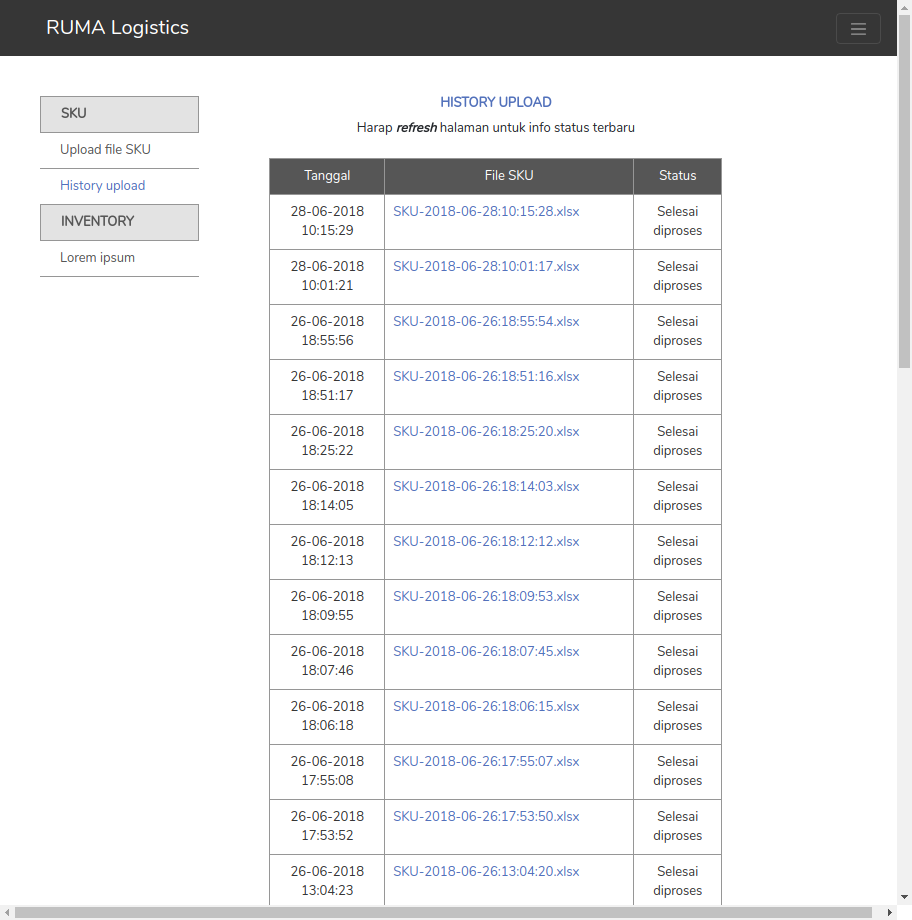 RUMA Logistics
SKU
Upload file SKU
History upload
INVENTORY
Lorem ipsum
HISTORY UPLOAD
Harap refresh halaman untuk info status terbaru
Tanggal File SKU Status
28-06-2018 SKU-2018-06-28:10:15:28.xlsx Selesai
10:15:29 diproses
28-06-2018 SKU-2018-06-28:10:01:17.xlsx Selesai
10:01:21 diproses
26-06-2018 SKU-2018-06-26:18:55:54.xlsx Selesai
18:55:56 diproses
26-06-2018 SKU-2018-06-26:18:51:16.xlsx Selesai
18:51:17 diproses
26-06-2018 SKU-2018-06-26:18:25:20.xlsx Selesai
18:25:22 diproses
26-06-2018 SKU-2018-06-26:18:14:03.xlsx Selesai
18:14:05 diproses
26-06-2018 SKU-2018-06-26:18:12:12.xlsx Selesai
18:12:13 diproses
26-06-2018 SKU-2018-06-26:18:09:53.xlsx Selesai
18:09:55 diproses
26-06-2018 SKU-2018-06-26:18:07:45.xlsx Selesai
18:07:46 diproses
26-06-2018 SKU-2018-06-26:18:06:15.xlsx Selesai
18:06:18 diproses
26-06-2018 SKU-2018-06-26:17:55:07.xlsx Selesai
17:55:08 diproses
26-06-2018 SKU-2018-06-26:17:53:50.xlsx Selesai
17:53:52 diproses
26-06-2018 SKU-2018-06-26:13:04:20.xlsx Selesai
13:04:23 diproses